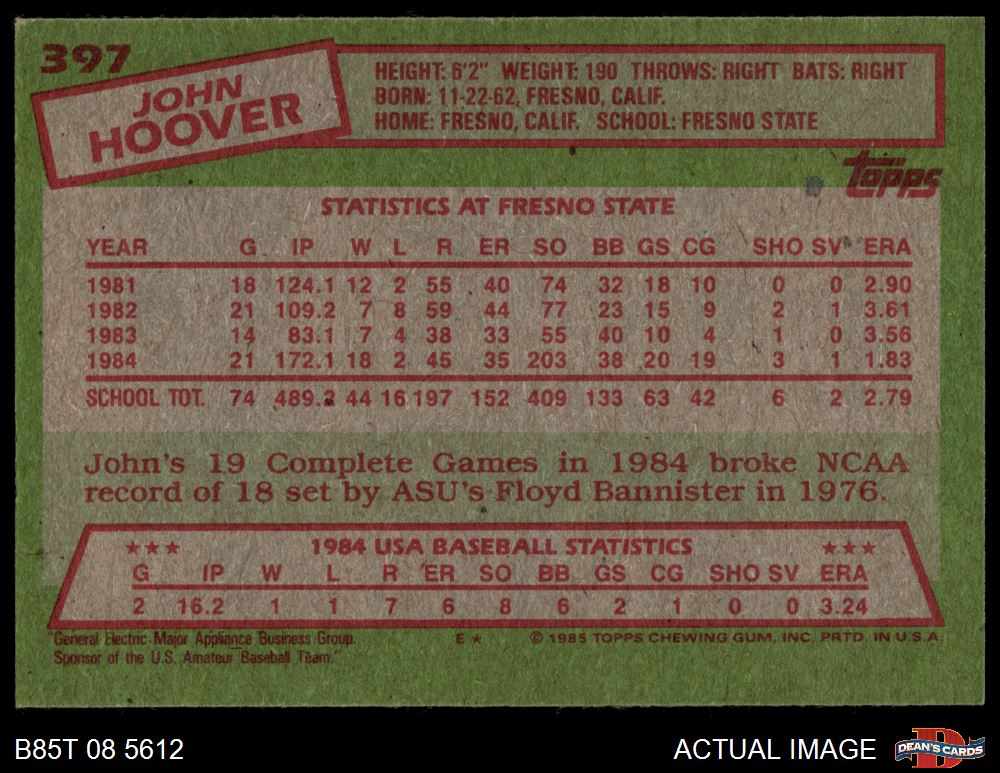 397
JOHN
HOOVER
HEIGHT: 6'2" WEIGHT: 190 THROWS: RIGHT BATS: RIGHT
BORN: 11-22-62, FRESNO, CALIF.
HOME: FRESNO, CALIF. SCHOOL: FRESNO STATE
topps
STATISTICS AT FRESNO STATE
YEAR G IP W L R ER SO BB GS CG SHO SV ERA
1981 18 124.1 12 2 55 40 74 32 18 10 0 0 2.90
1982 21 109.2 7 8 59 44 77 23 15 9 2 1 3.61
1983 14 83.1 7 4 38 33 55 40 10 4 1 0 3.56
1984 21 172.1 18 2 45 35 203 38 20 19 3 1 1.83
SCHOOL TOT. 74 489.2 44 16 197 152 409 133 63 42 6 2 2.79
John's 19 Complete Games in 1984 broke NCAA
record of 18 set by ASU's Floyd Bannister in 1976.
★★★ 1984 USA BASEBALL STATISTICS ★★★
G IP W L R ER SO BB GS CG SHO SV ERA
2 16.2 1 1 7 6 8 6 2 1 0 0 3.24
"General Electric Major Appliance Business Group.
Sponsor of the U.S. Amateur Baseball Team."
E ★ © 1985 TOPPS CHEWING GUM, INC. PRTD. IN U.S.A.
B85T 08 5612 ACTUAL IMAGE
D DEAN'S CARDS